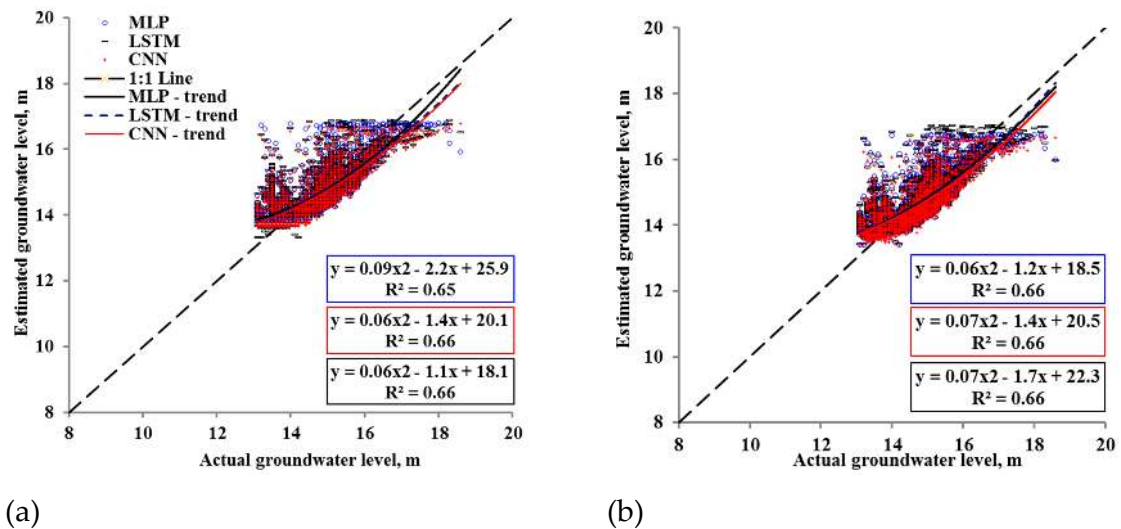 20
18
16
14
12
10
8
Estimated groundwater level, m
MLP
LSTM
CNN
1:1 Line
MLP - trend
LSTM - trend
CNN - trend
y = 0.09x2 - 2.2x + 25.9
R² = 0.65
y = 0.06x2 - 1.4x + 20.1
R² = 0.66
y = 0.06x2 - 1.1x + 18.1
R² = 0.66
8 10 12 14 16 18 20
Actual groundwater level, m
(a)
20
18
16
14
12
10
8
Estimated groundwater level, m
y = 0.06x2 - 1.2x + 18.5
R² = 0.66
y = 0.07x2 - 1.4x + 20.5
R² = 0.66
y = 0.07x2 - 1.7x + 22.3
R² = 0.66
8 10 12 14 16 18 20
Actual groundwater level, m
(b)